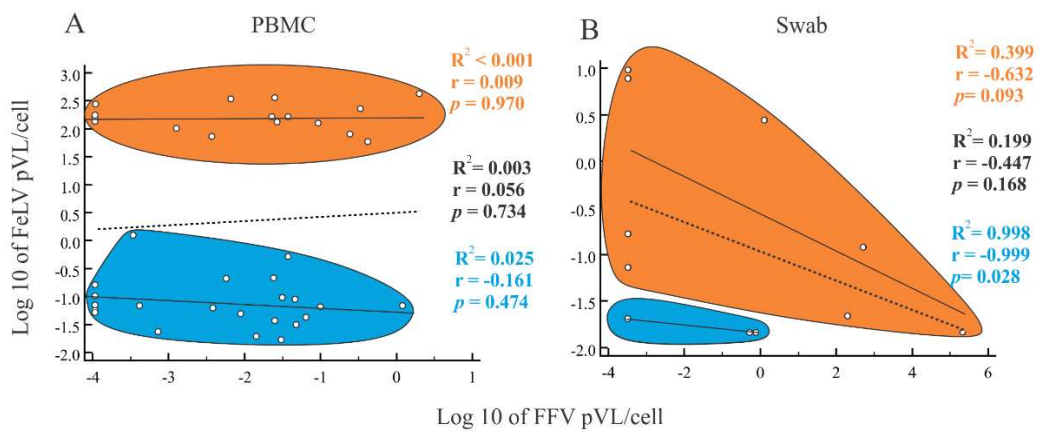 A
PBMC
Log 10 of FeLV pVL/cell
3.0
2.5
2.0
1.5
1.0
0.5
0.0
-0.5
-1.0
-1.5
-2.0
-4
-3
-2
-1
0
1
R² < 0.001
r = 0.009
p = 0.970
R²= 0.003
r = 0.056
p = 0.734
R²= 0.025
r = -0.161
p = 0.474
B
Swab
1.0
0.5
0.0
-0.5
-1.0
-1.5
-2.0
-4
-2
0
2
4
6
R²= 0.399
r = -0.632
p= 0.093
R²= 0.199
r = -0.447
p = 0.168
R²= 0.998
r = -0.999
p= 0.028
Log 10 of FFV pVL/cell